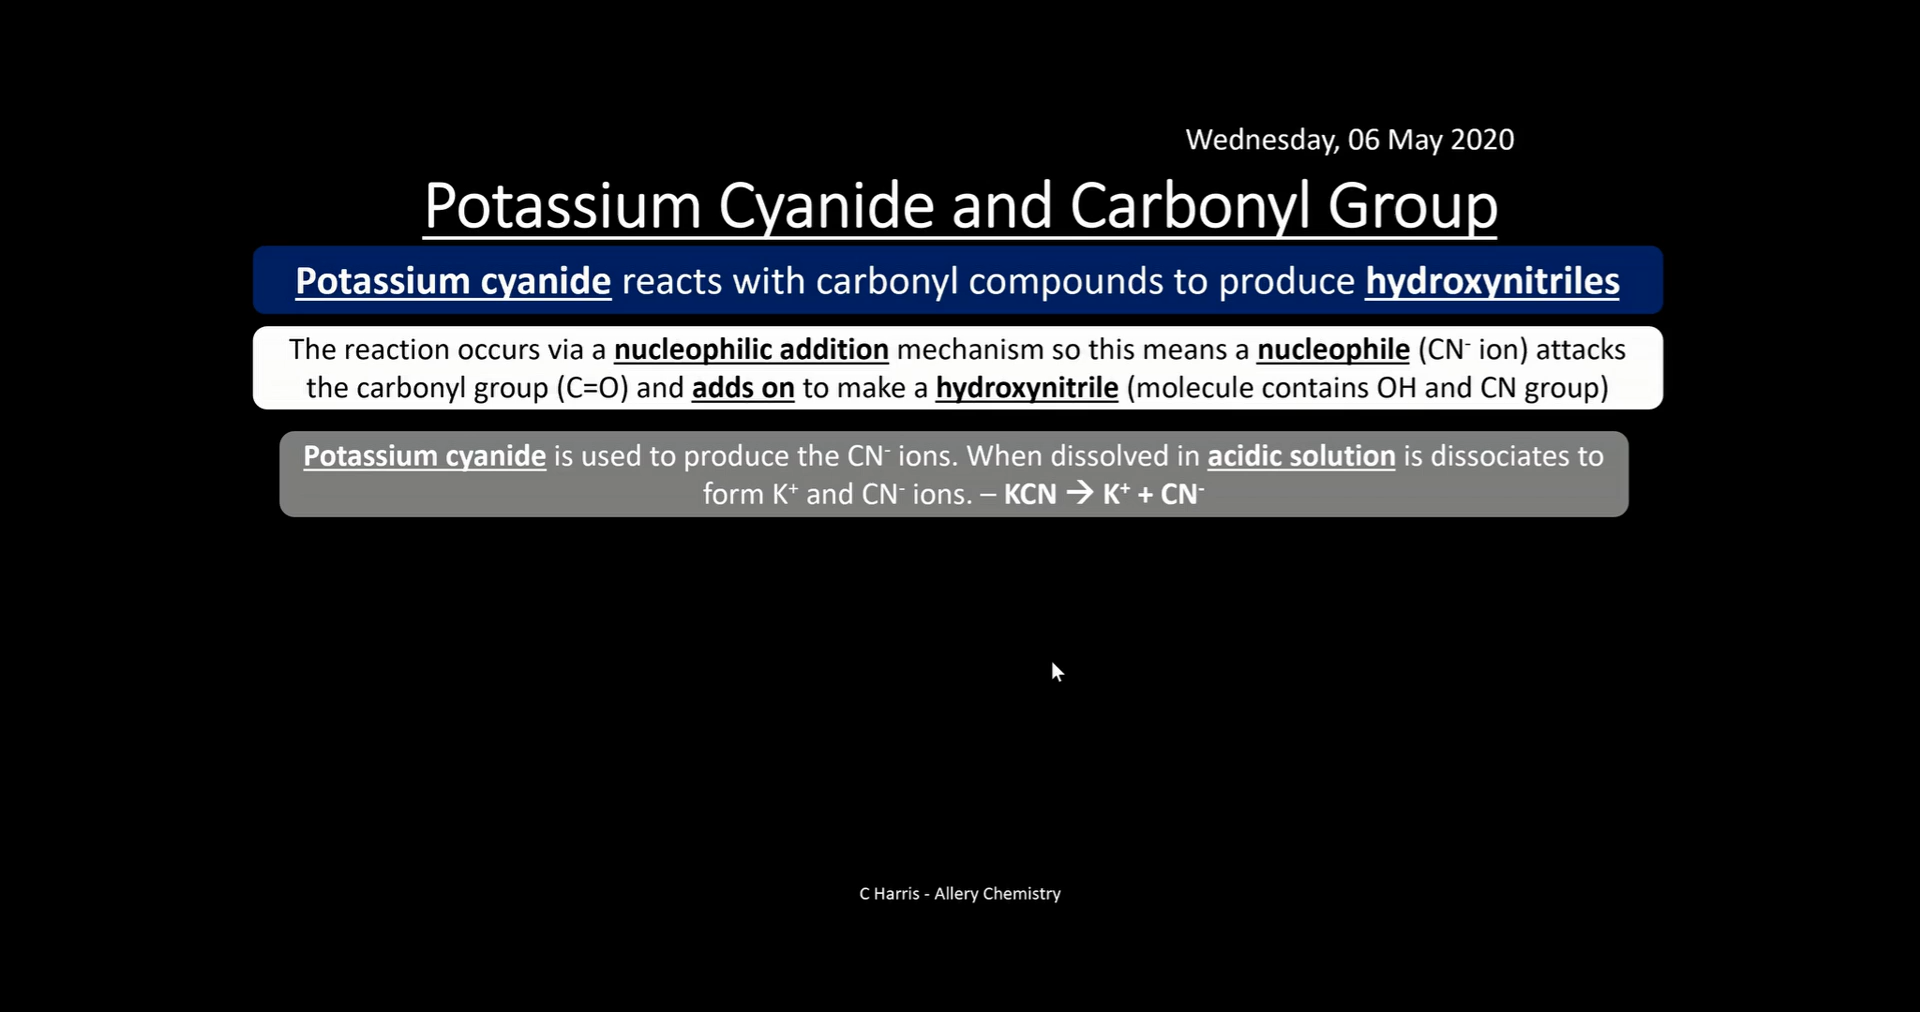 Wednesday, 06 May 2020
Potassium Cyanide and Carbonyl Group
Potassium cyanide reacts with carbonyl compounds to produce hydroxynitriles
The reaction occurs via a nucleophilic addition mechanism so this means a nucleophile (CN⁻ ion) attacks
the carbonyl group (C=O) and adds on to make a hydroxynitrile (molecule contains OH and CN group)
Potassium cyanide is used to produce the CN⁻ ions. When dissolved in acidic solution is dissociates to
form K⁺ and CN⁻ ions. – KCN → K⁺ + CN⁻
C Harris - Allery Chemistry